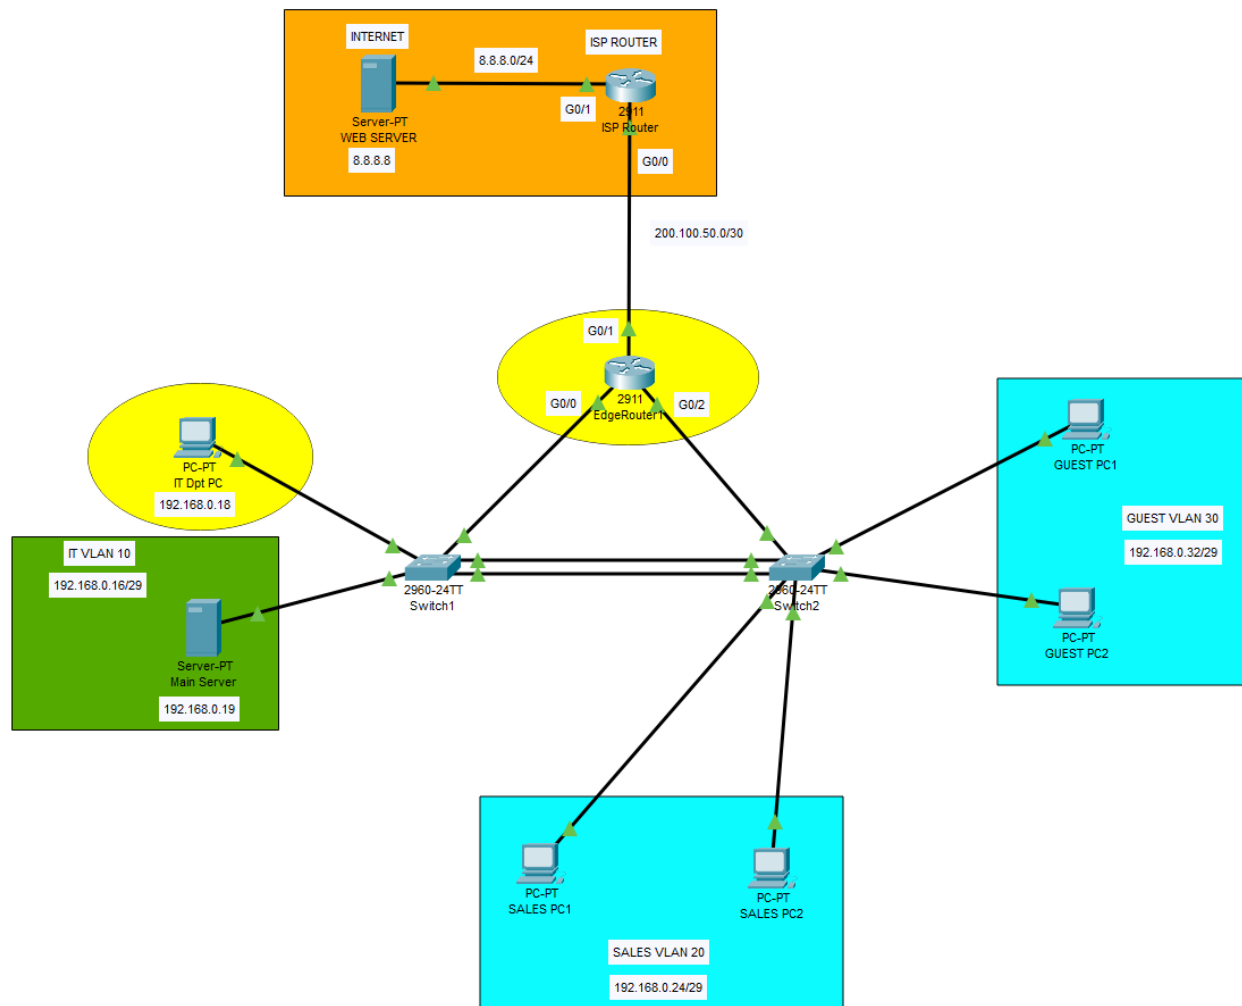 INTERNET
ISP ROUTER
8.8.8.0/24
G0/1
2911
ISP Router
Server-PT
WEB SERVER
8.8.8.8
G0/0
200.100.50.0/30
G0/1
G0/0
2911
EdgeRouter1
G0/2
PC-PT
IT Dpt PC
192.168.0.18
PC-PT
GUEST PC1
GUEST VLAN 30
192.168.0.32/29
IT VLAN 10
192.168.0.16/29
2960-24TT
Switch1
2960-24TT
Switch2
PC-PT
GUEST PC2
Server-PT
Main Server
192.168.0.19
PC-PT
SALES PC1
PC-PT
SALES PC2
SALES VLAN 20
192.168.0.24/29